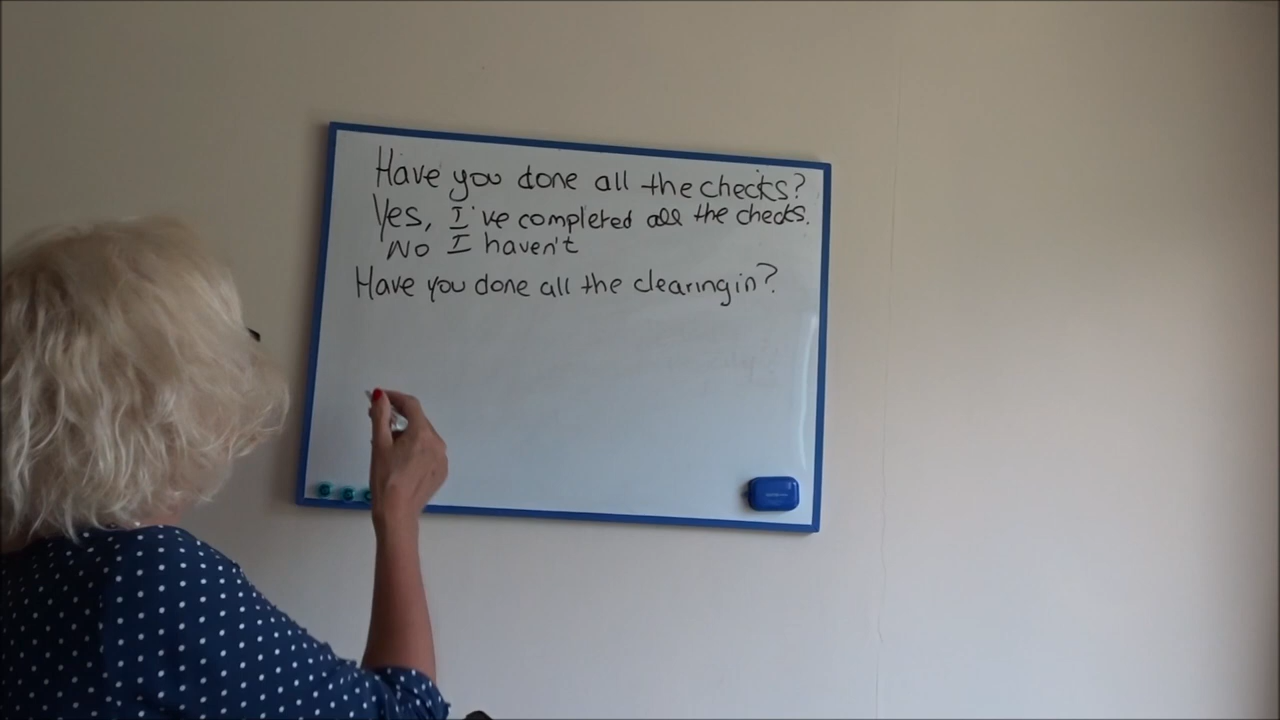 Have you done all the checks?
Yes, I've completed all the checks.
No I haven't
Have you done all the clearing in?